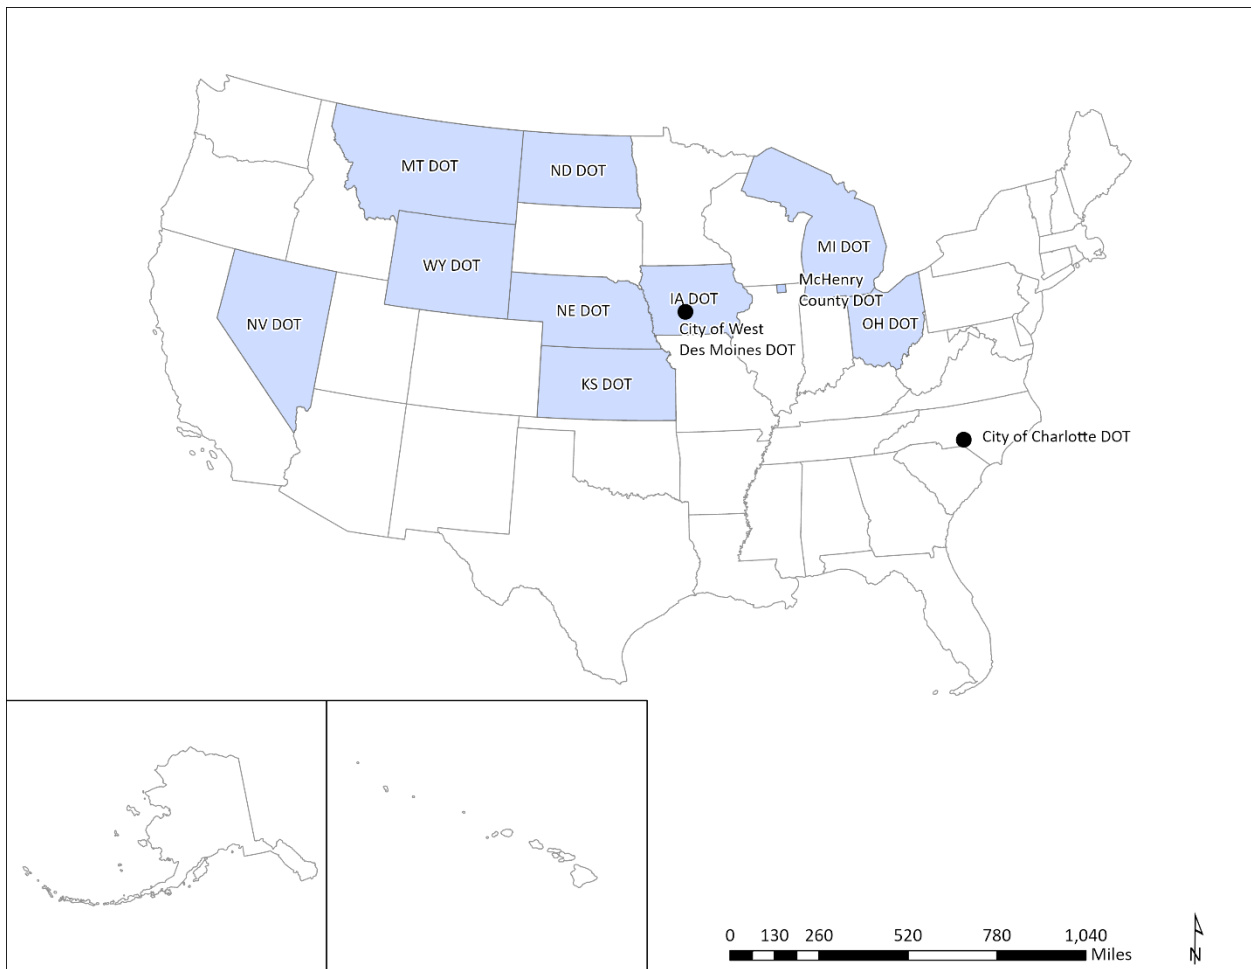 MT DOT
ND DOT
WY DOT
MI DOT
NV DOT
NE DOT
IA DOT
McHenry
County DOT
OH DOT
City of West
Des Moines DOT
KS DOT
City of Charlotte DOT
0 130 260 520 780 1,040
Miles
N